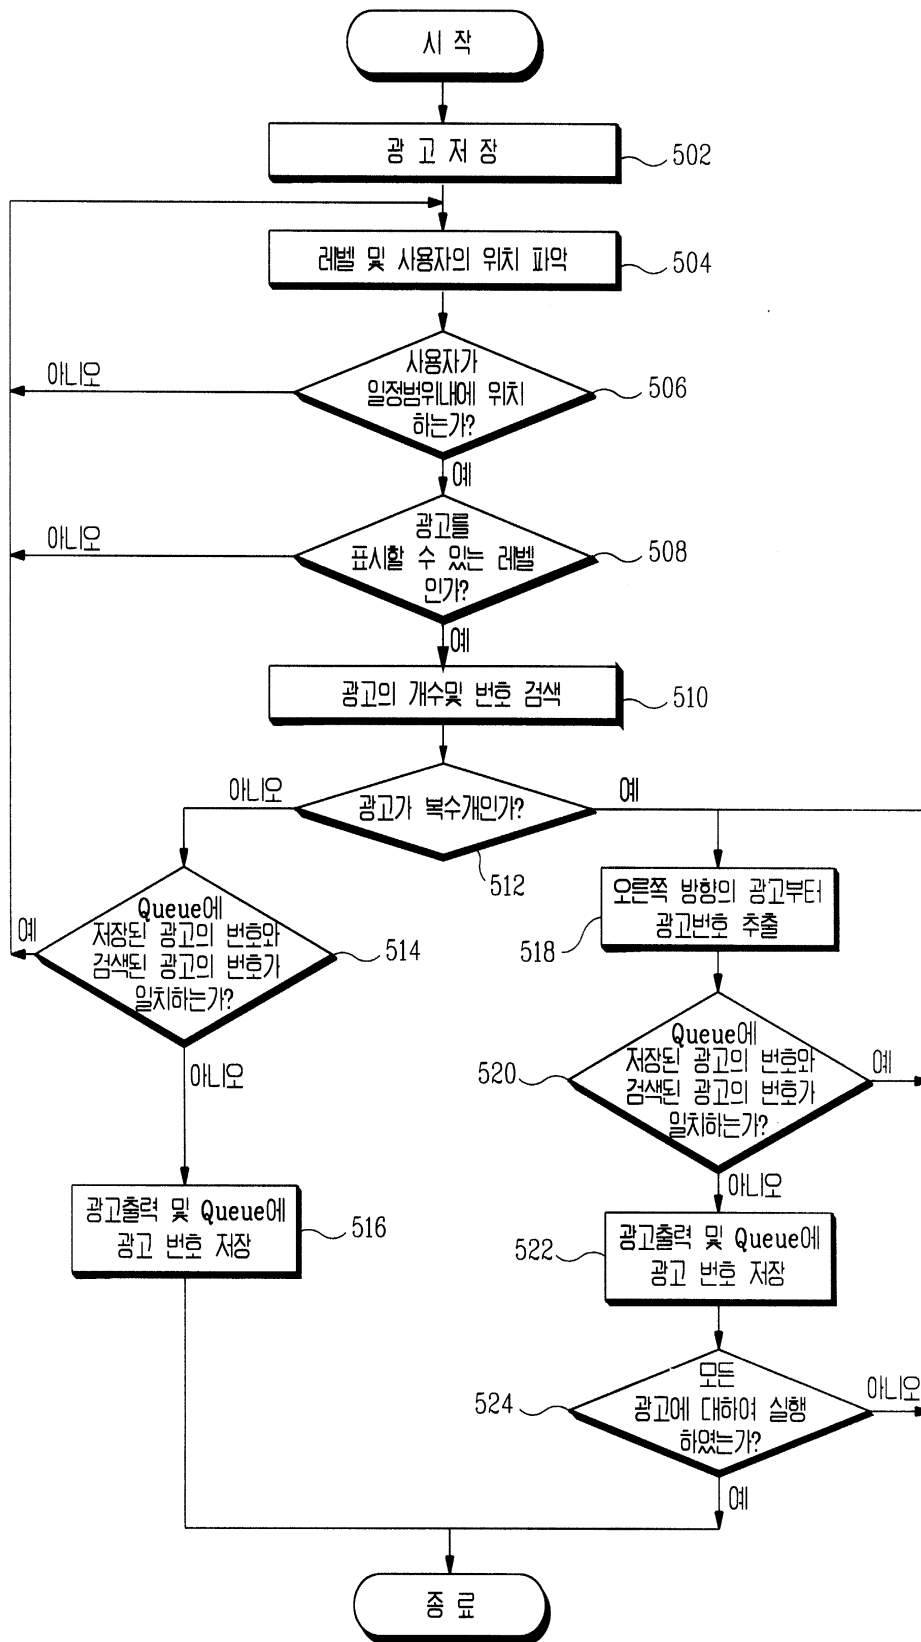 시 작
광 고 저 장
502
레벨 및 사용자의 위치 파악
504
사용자가
일정범위내에 위치
하는가?
506
아니오
예
광고를
표시할 수 있는 레벨
인가?
508
아니오
예
광고의 개수및 번호 검색
510
광고가 복수개인가?
512
아니오
예
Queue에
저장된 광고의 번호와
검색된 광고의 번호가
일치하는가?
514
예
아니오
오른쪽 방향의 광고부터
광고번호 추출
518
Queue에
저장된 광고의 번호와
검색된 광고의 번호가
일치하는가?
520
예
아니오
광고출력 및 Queue에
광고 번호 저장
516
광고출력 및 Queue에
광고 번호 저장
522
모든
광고에 대하여 실행
하였는가?
524
아니오
예
종 료